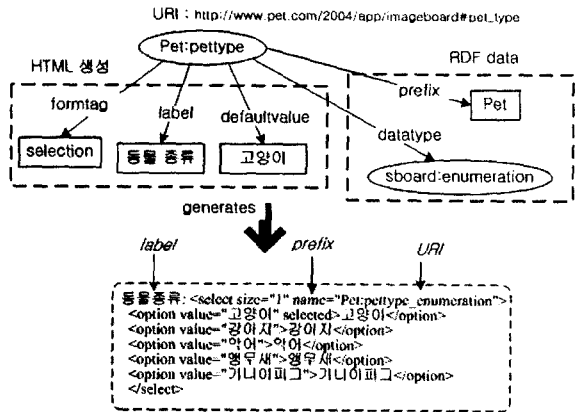 URI : http://www.pet.com/2004/app/imageboard#pet_type
Pet:pettype
HTML 생성
RDF data
formtag
label
defaultvalue
prefix
datatype
selection
동물 종류
고양이
Pet
sboard:enumeration
generates
label
prefix
URI
동물 종류: <select size="1" name="Pet:pettype_enumeration">
<option value="고양이" selected>고양이</option>
<option value="강아지">강아지</option>
<option value="악어">악어</option>
<option value="앵무새">앵무새</option>
<option value="기니아피그">기니아피그</option>
</select>